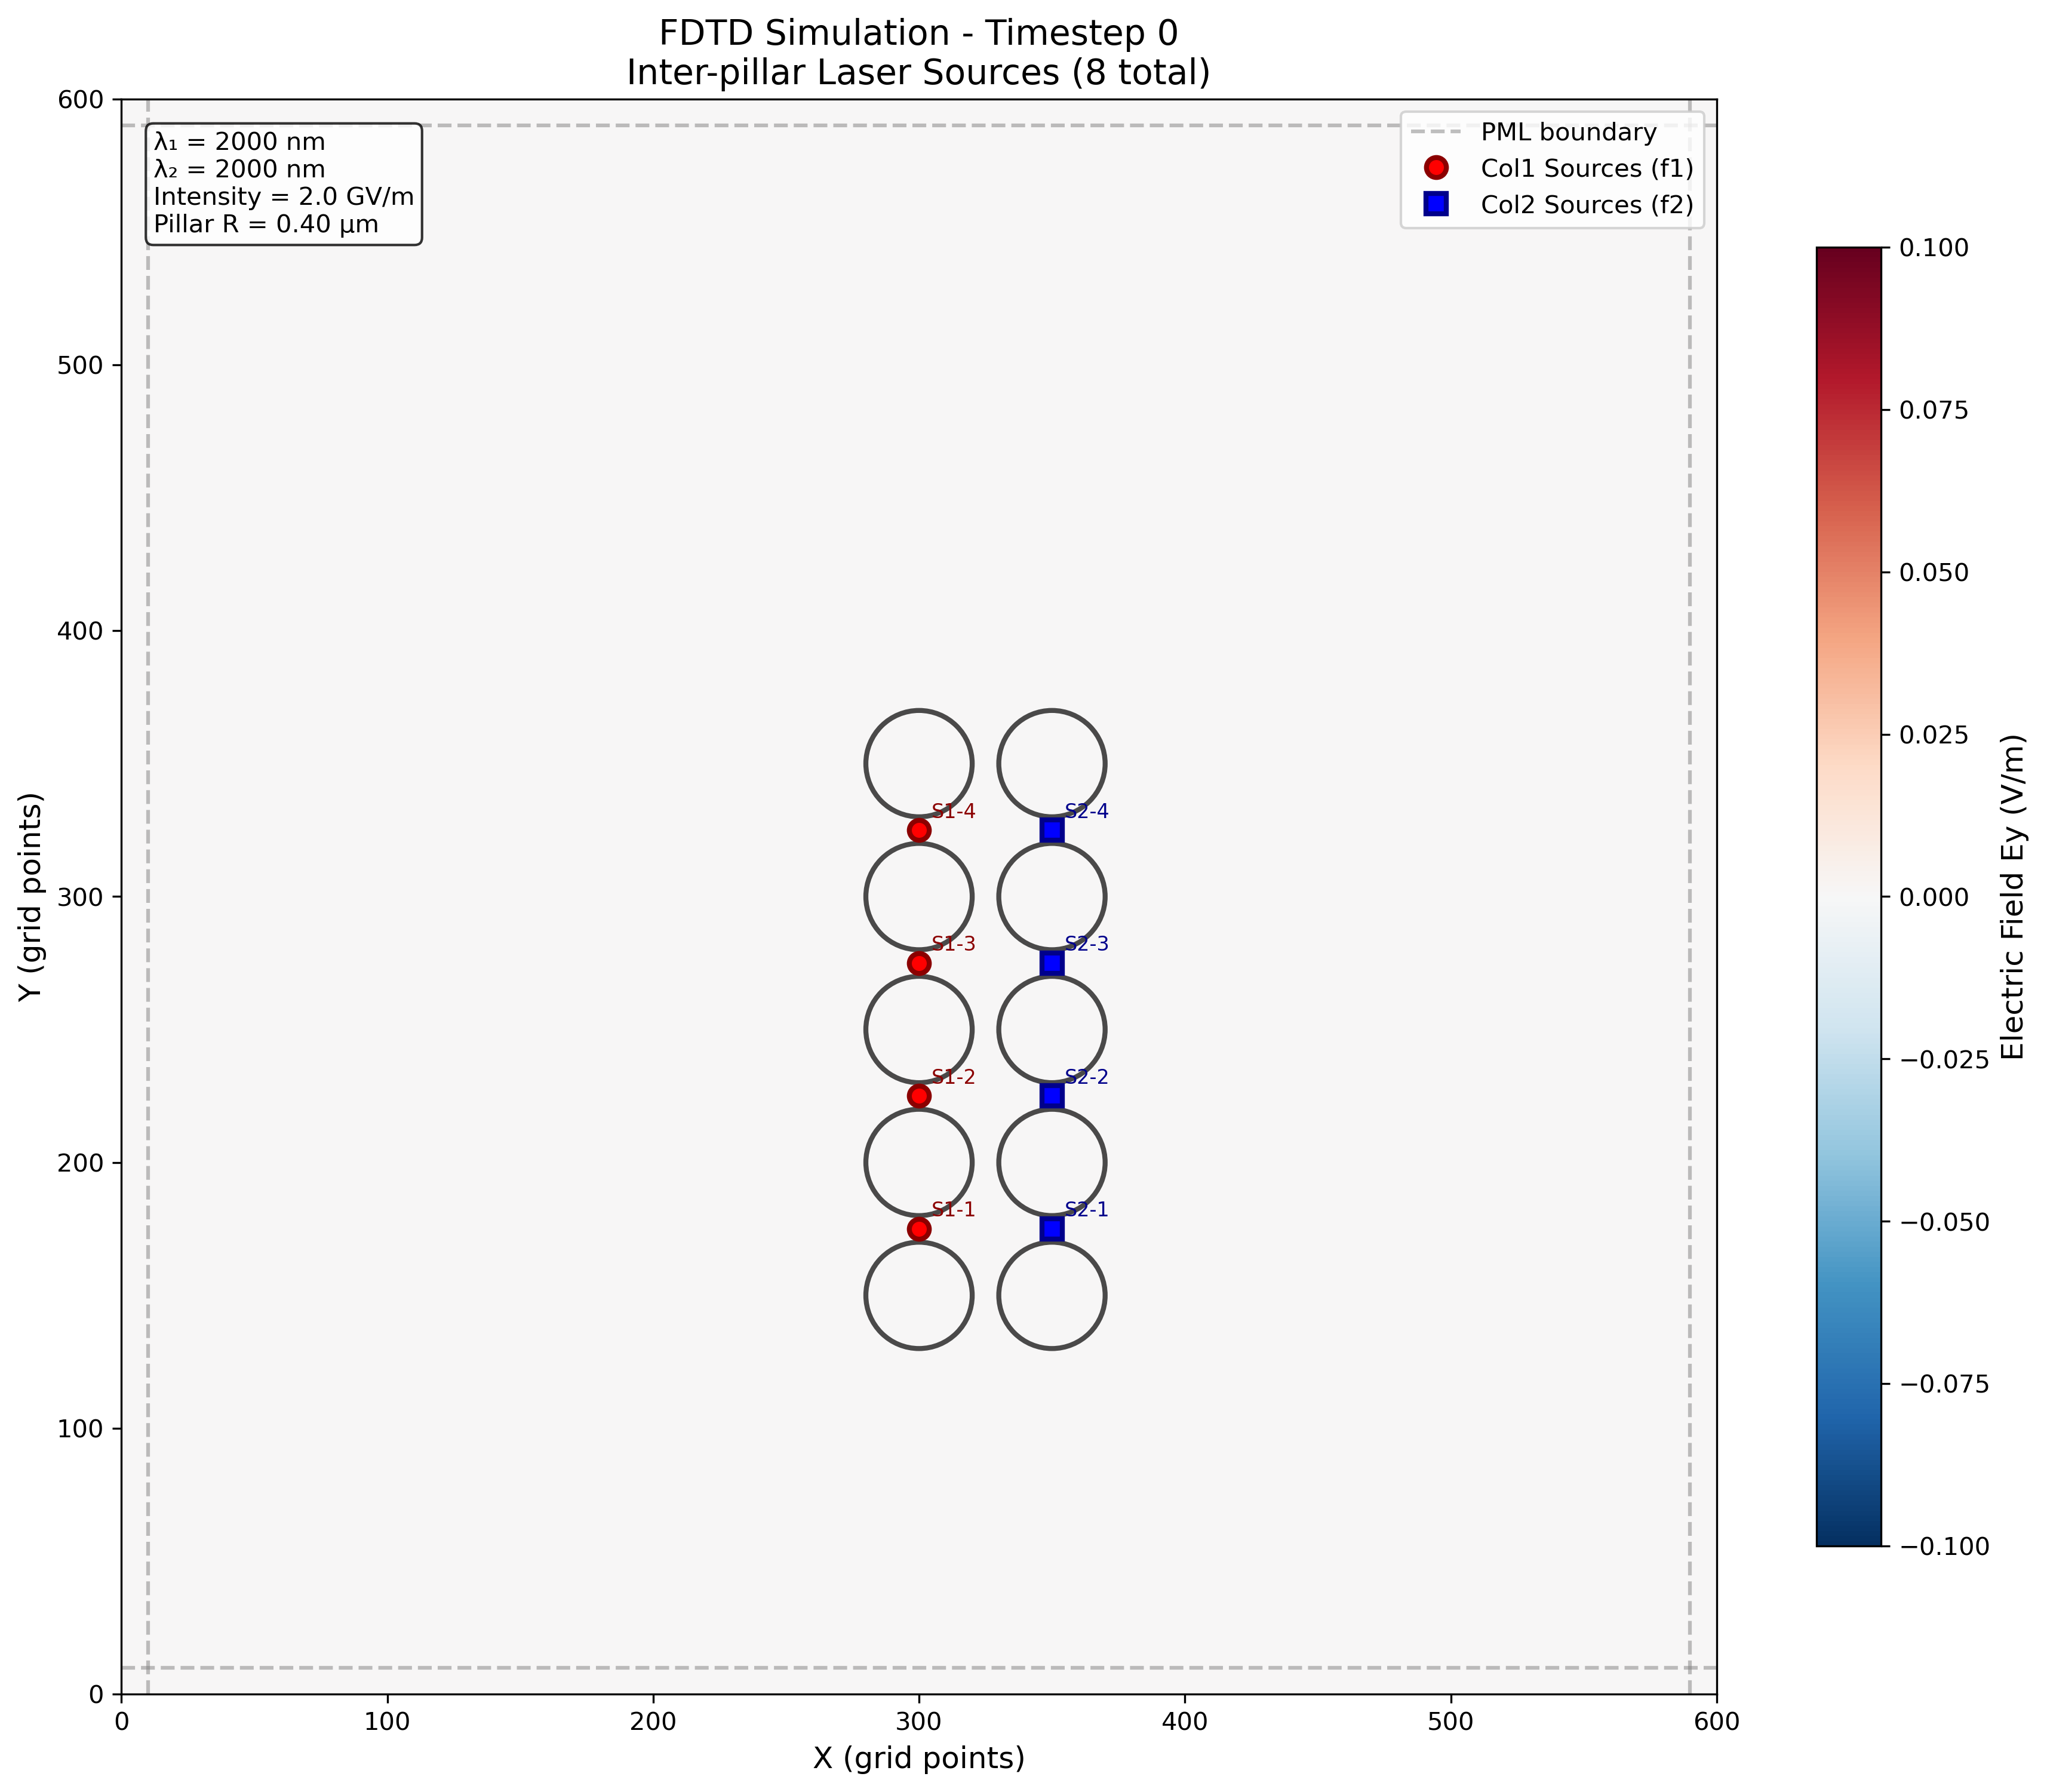 FDTD Simulation - Timestep 0
Inter-pillar Laser Sources (8 total)
λ₁ = 2000 nm
λ₂ = 2000 nm
Intensity = 2.0 GV/m
Pillar R = 0.40 μm
PML boundary
Col1 Sources (f1)
Col2 Sources (f2)
600
500
400
300
200
100
0
Y (grid points)
S1-4
S2-4
S1-3
S2-3
S1-2
S2-2
S1-1
S2-1
0
100
200
300
400
500
600
X (grid points)
0.100
0.075
0.050
0.025
0.000
−0.025
−0.050
−0.075
−0.100
Electric Field Ey (V/m)